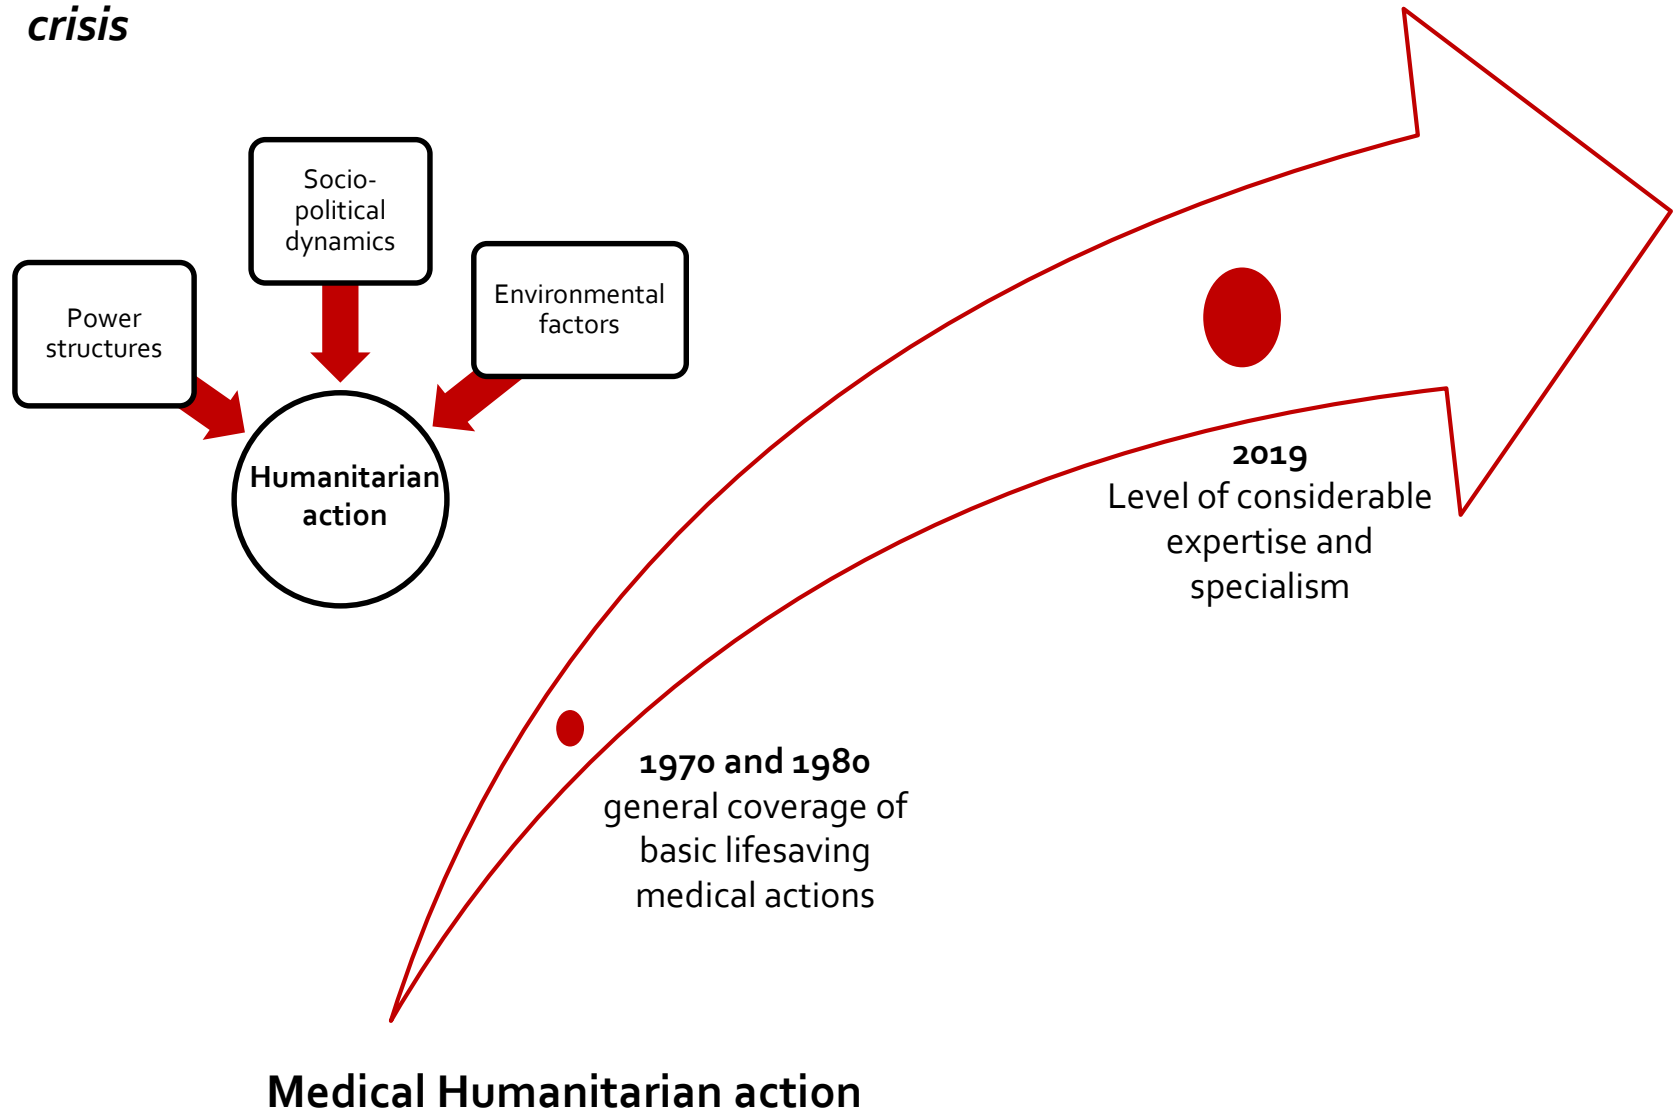 crisis
Socio-
political
dynamics
Environmental
factors
Power
structures
Humanitarian
action
2019
Level of considerable
expertise and
specialism
1970 and 1980
general coverage of
basic lifesaving
medical actions
Medical Humanitarian action